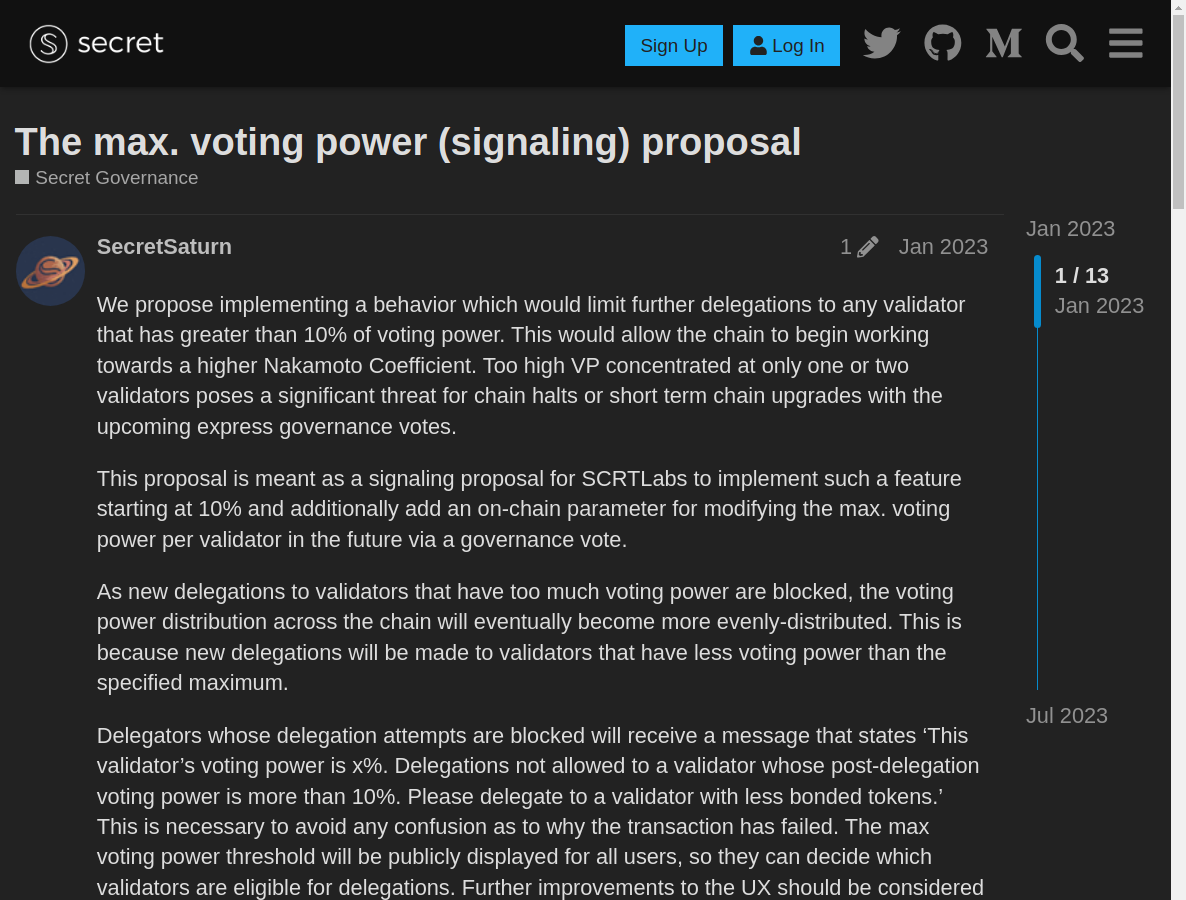 secret
Sign Up
Log In
The max. voting power (signaling) proposal
Secret Governance
Jan 2023
SecretSaturn
1
Jan 2023
1 / 13
Jan 2023
We propose implementing a behavior which would limit further delegations to any validator
that has greater than 10% of voting power. This would allow the chain to begin working
towards a higher Nakamoto Coefficient. Too high VP concentrated at only one or two
validators poses a significant threat for chain halts or short term chain upgrades with the
upcoming express governance votes.
This proposal is meant as a signaling proposal for SCRTLabs to implement such a feature
starting at 10% and additionally add an on-chain parameter for modifying the max. voting
power per validator in the future via a governance vote.
As new delegations to validators that have too much voting power are blocked, the voting
power distribution across the chain will eventually become more evenly-distributed. This is
because new delegations will be made to validators that have less voting power than the
specified maximum.
Jul 2023
Delegators whose delegation attempts are blocked will receive a message that states ‘This
validator’s voting power is x%. Delegations not allowed to a validator whose post-delegation
voting power is more than 10%. Please delegate to a validator with less bonded tokens.’
This is necessary to avoid any confusion as to why the transaction has failed. The max
voting power threshold will be publicly displayed for all users, so they can decide which
validators are eligible for delegations. Further improvements to the UX should be considered